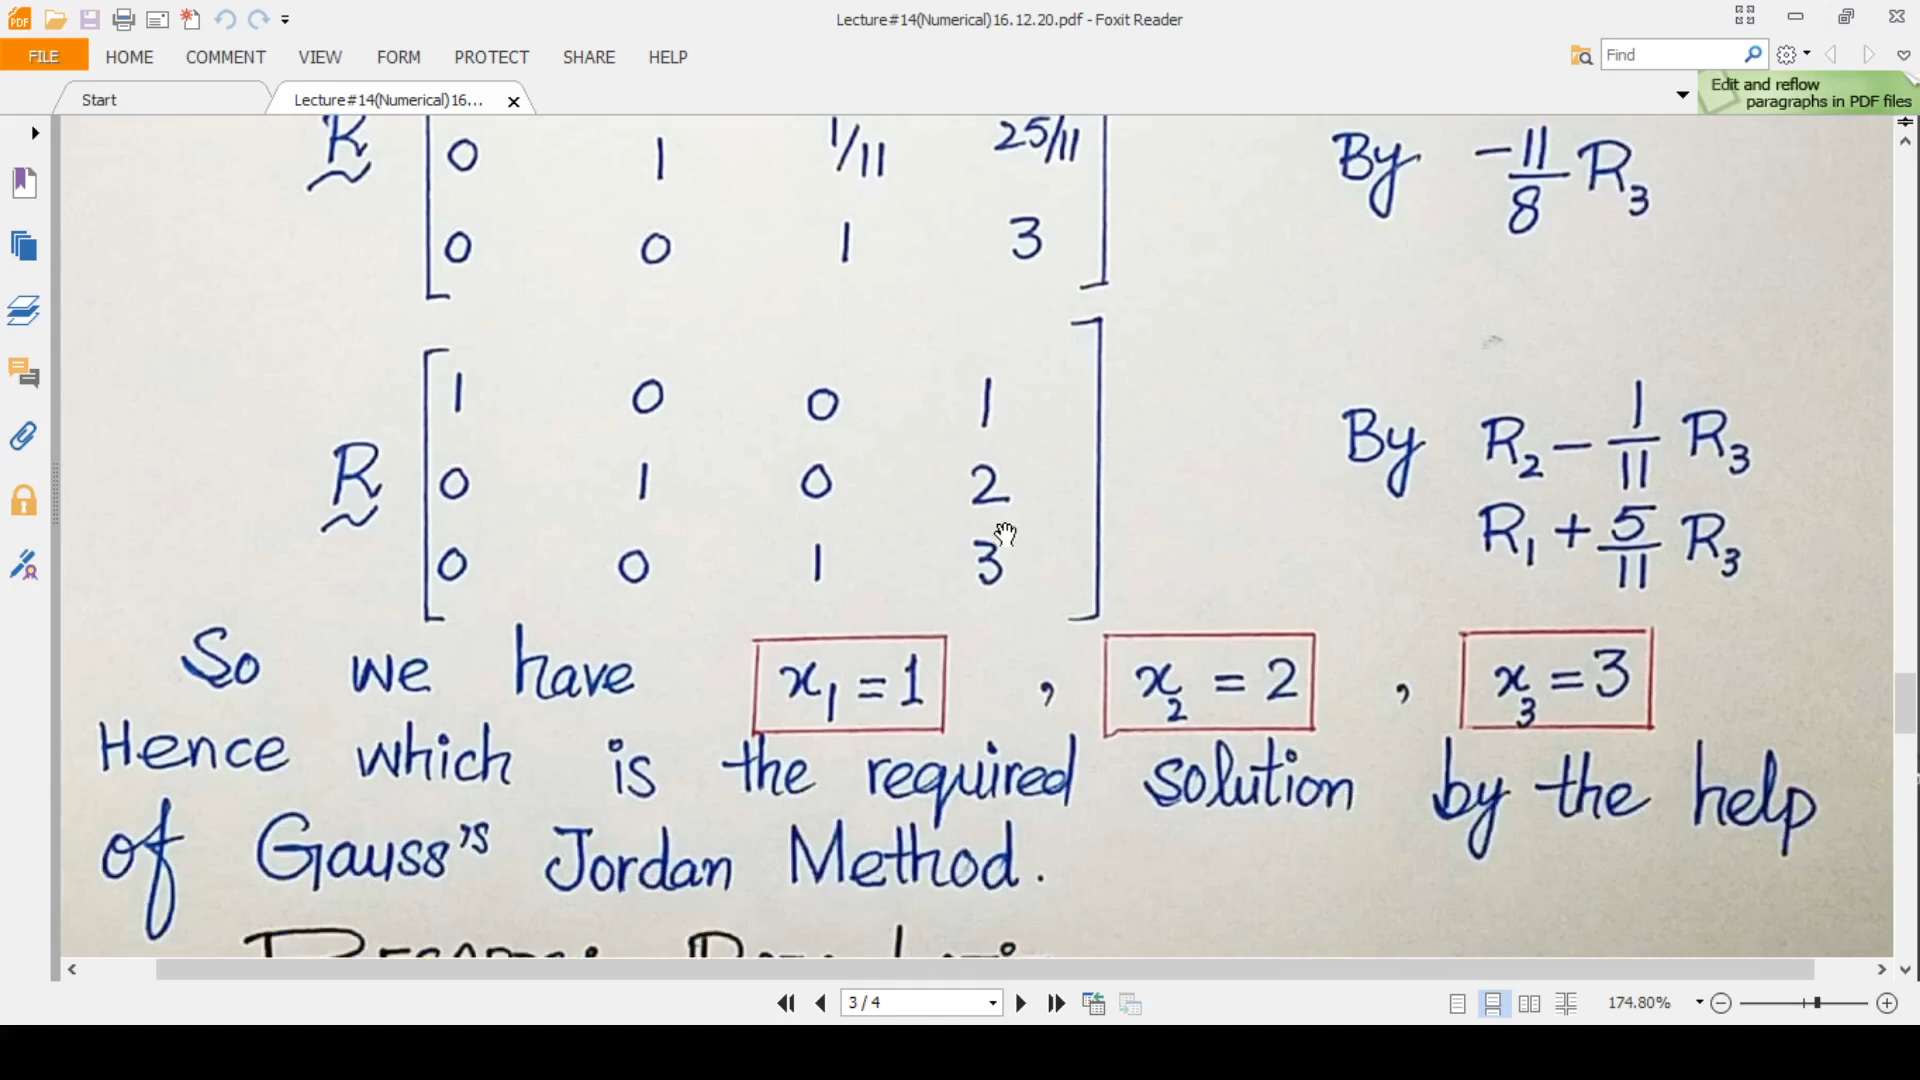 Lecture#14(Numerical)16.12.20.pdf - Foxit Reader
FILE HOME COMMENT VIEW FORM PROTECT SHARE HELP Find
Edit and reflow
paragraphs in PDF files
Start Lecture#14(Numerical)16...
R 0 1 1/11 25/11 By -11/8 R3
0 0 1 3
1 0 0 1
R 0 1 0 2 By R2 - 1/11 R3
0 0 1 3 R1 + 5/11 R3
So we have x1 = 1 , x2 = 2 , x3 = 3
Hence which is the required solution by the help
of Gauss's Jordan Method.
3 / 4 174.80%